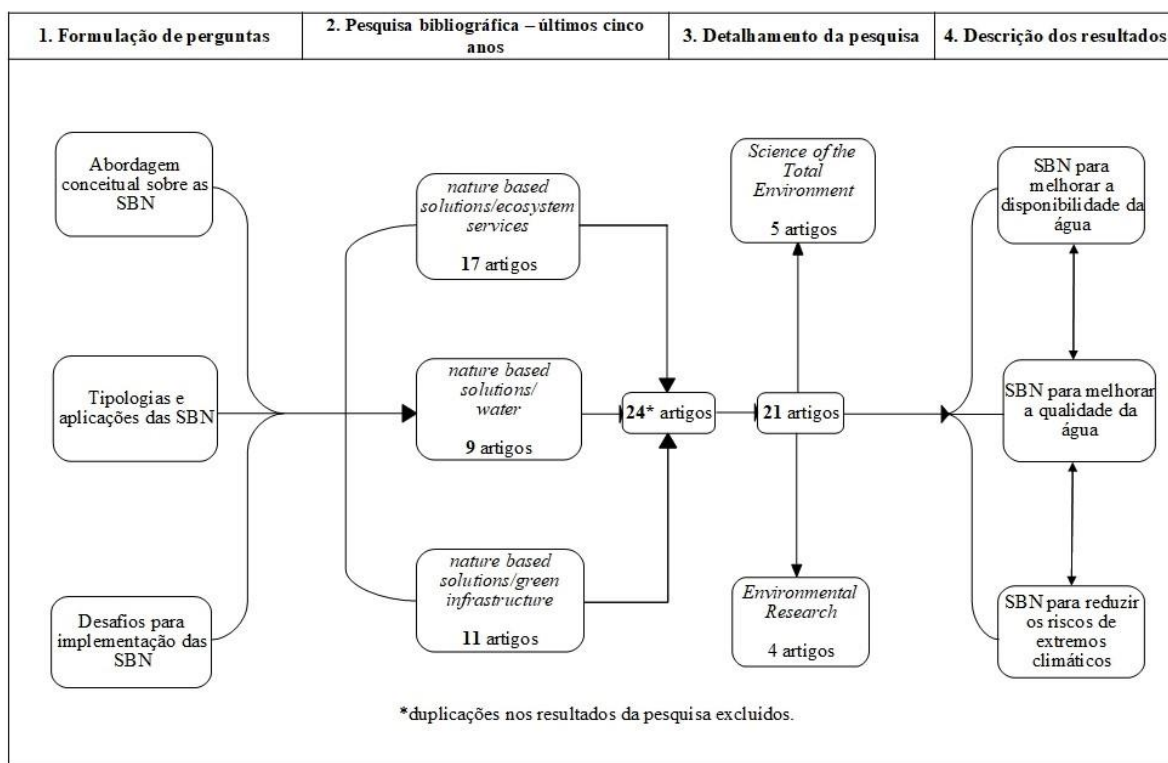 1. Formulação de perguntas
2. Pesquisa bibliográfica – últimos cinco
anos
3. Detalhamento da pesquisa
4. Descrição dos resultados
Abordagem
conceitual sobre as
SBN
Tipologias e
aplicações das SBN
Desafios para
implementação das
SBN
nature based
solutions/ecosystem
services
17 artigos
nature based
solutions/
water
9 artigos
nature based
solutions/green
infrastructure
11 artigos
24* artigos
Science of the
Total
Environment
5 artigos
21 artigos
Environmental
Research
4 artigos
SBN para
melhorar a
disponibilidade da
água
SBN para melhorar
a qualidade da
água
SBN para reduzir
os riscos de
extremos
climáticos
*duplicações nos resultados da pesquisa excluídos.